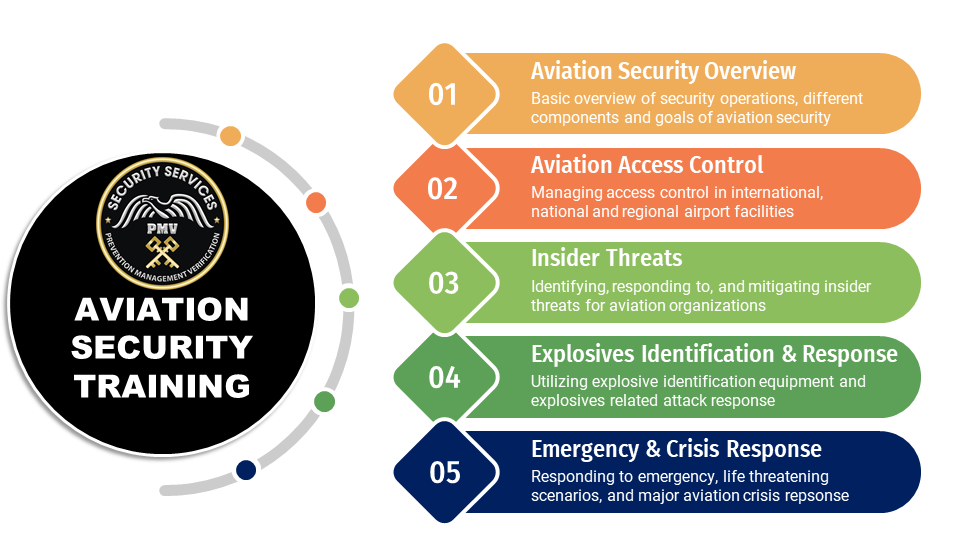 SECURITY SERVICES
PMV
PREVENTION MANAGEMENT VERIFICATION
AVIATION
SECURITY
TRAINING
01
Aviation Security Overview
Basic overview of security operations, different
components and goals of aviation security
02
Aviation Access Control
Managing access control in international,
national and regional airport facilities
03
Insider Threats
Identifying, responding to, and mitigating insider
threats for aviation organizations
04
Explosives Identification & Response
Utilizing explosive identification equipment and
explosives related attack response
05
Emergency & Crisis Response
Responding to emergency, life threatening
scenarios, and major aviation crisis repsonse